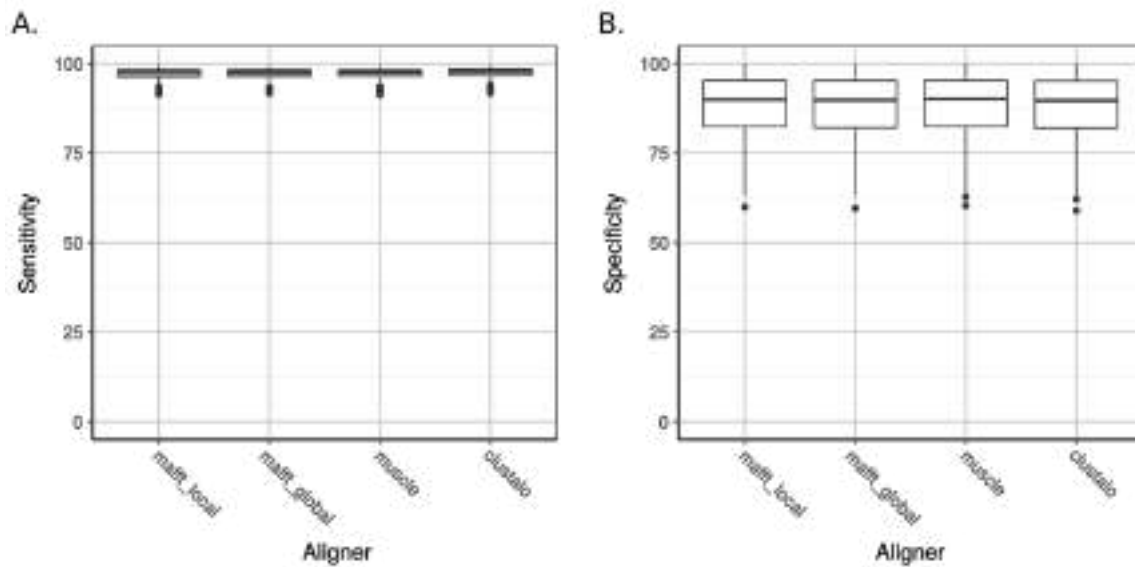 A.
100
75
50
25
0
Sensitivity
mafft_local
mafft_global
muscle
clustalo
Aligner
B.
100
75
50
25
0
Specificity
mafft_local
mafft_global
muscle
clustalo
Aligner